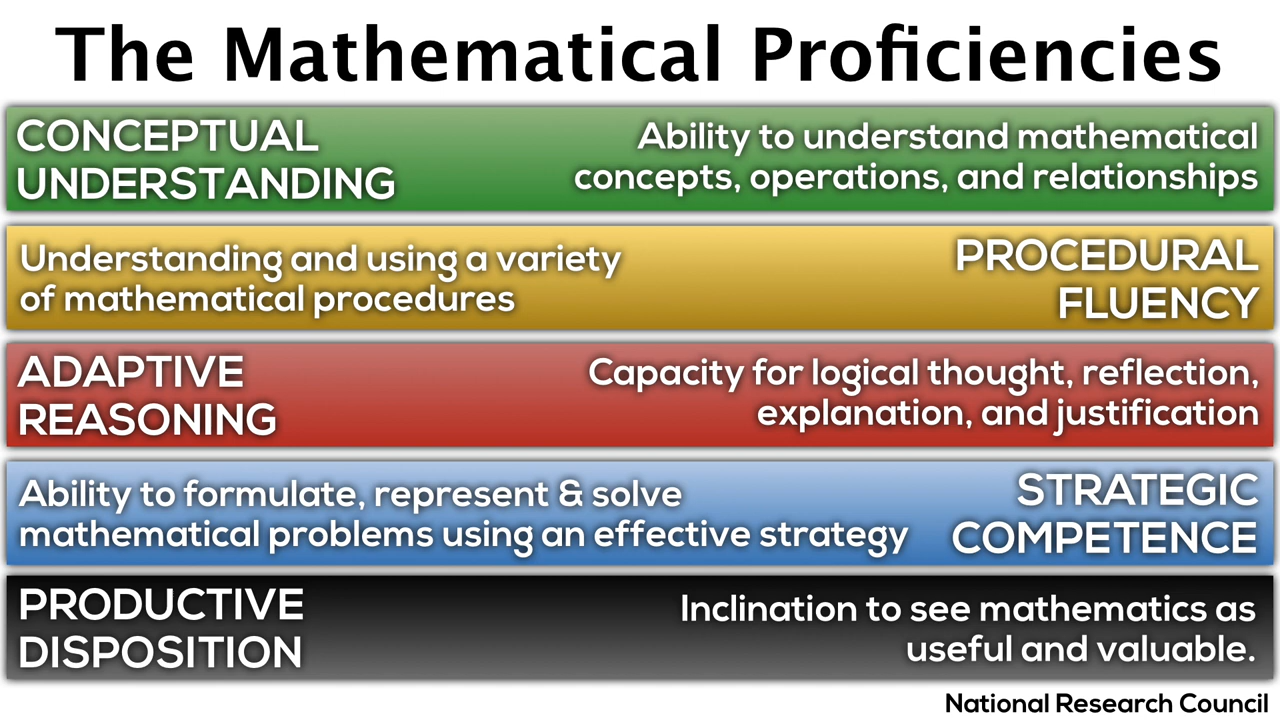 The Mathematical Proficiencies
CONCEPTUAL
UNDERSTANDING
Ability to understand mathematical
concepts, operations, and relationships
Understanding and using a variety
of mathematical procedures
PROCEDURAL
FLUENCY
ADAPTIVE
REASONING
Capacity for logical thought, reflection,
explanation, and justification
Ability to formulate, represent & solve
mathematical problems using an effective strategy
STRATEGIC
COMPETENCE
PRODUCTIVE
DISPOSITION
Inclination to see mathematics as
useful and valuable.
National Research Council